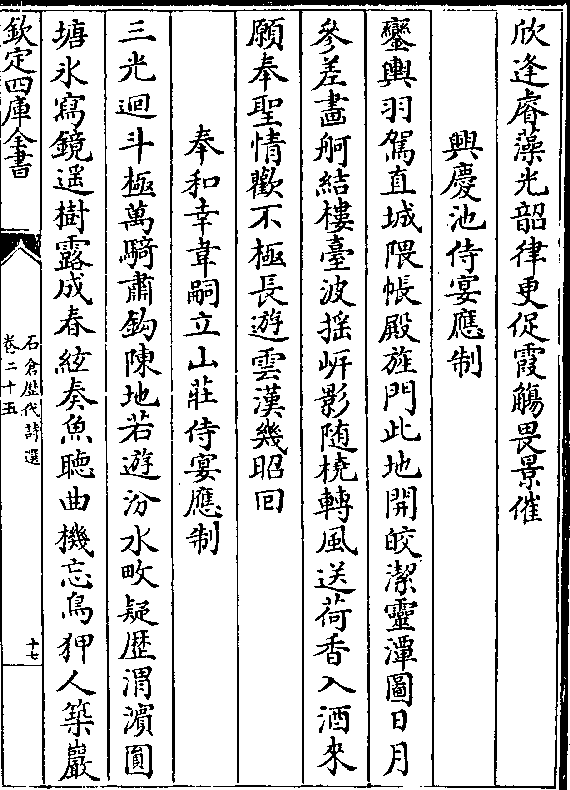 欣逢睿藻光韶律更促霞觴畏景催
興慶池侍宴應制
鑾輿羽駕直城隈帳殿旌門此地開皎潔靈潭圖日月
參差畫舸結樓臺波搖岍影随橈轉風送荷香入酒來
願奉聖情歡不極長遊雲漢幾昭回
奉和幸韋嗣立山莊侍宴應制
三光迴斗極萬騎肅鈎陳地若遊汾水畋疑歷渭濱圓
塘氷寫鏡遥樹露成春絃奏魚聴曲機忘鳥狎人築巖
欽定四庫全書
石倉歴代詩選
卷二十五
十七